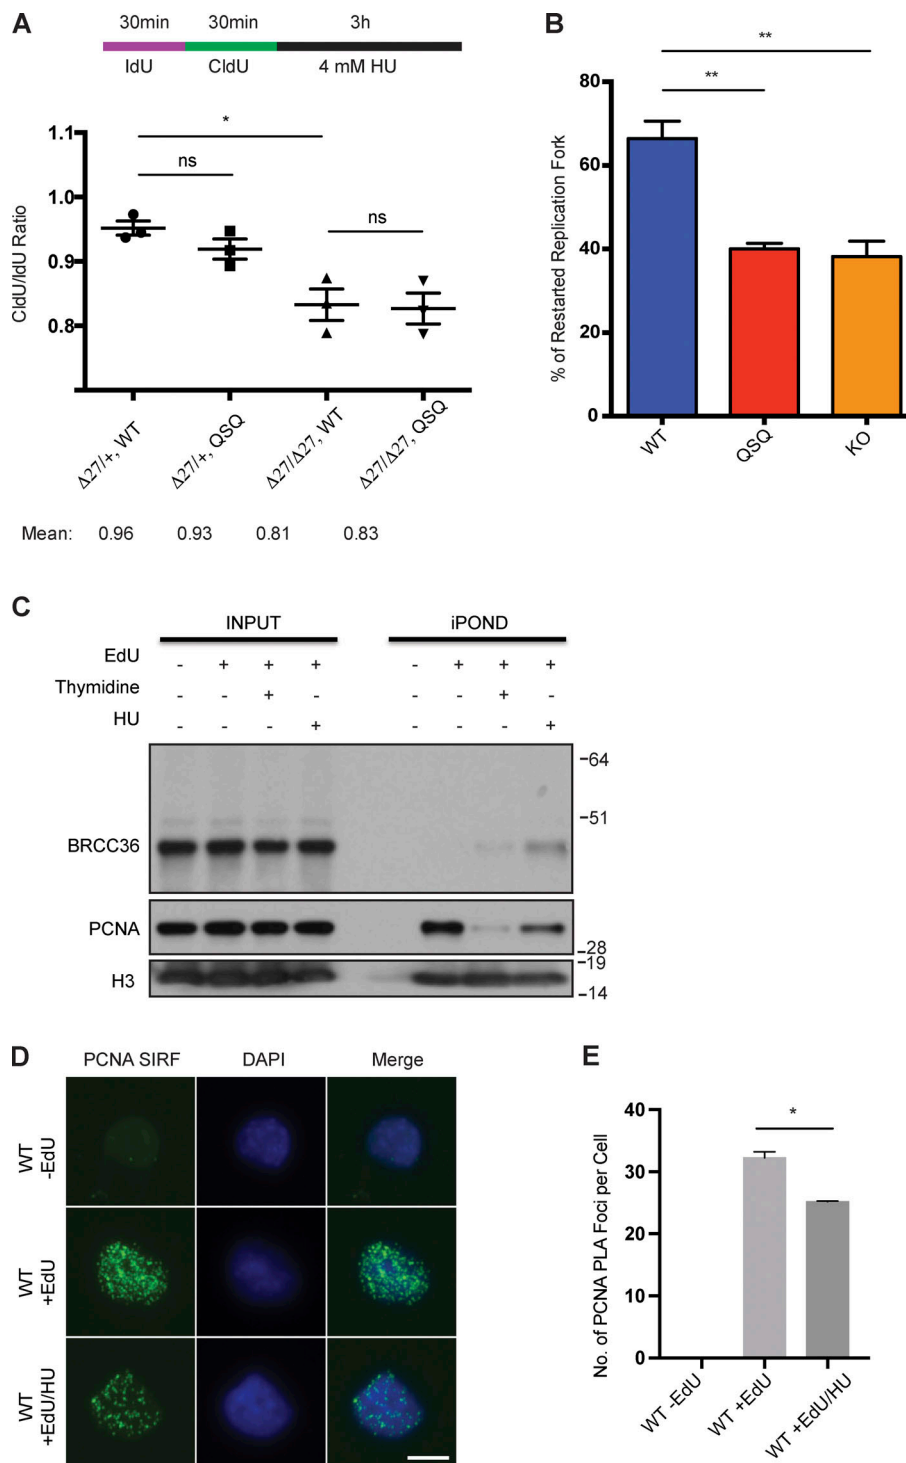 A
30min 30min 3h
IdU CldU 4 mM HU
*
ns
ns
CldU/IdU Ratio
1.1
1.0
0.9
0.8
Δ27/+, WT
Δ27/+, QSQ
Δ27/Δ27, WT
Δ27/Δ27, QSQ
Mean: 0.96 0.93 0.81 0.83
B
**
**
% of Restarted Replication Fork
80
60
40
20
0
WT
QSQ
KO
C
INPUT iPOND
EdU - + + + - + + +
Thymidine - - + - - - + -
HU - - - + - - - +
-64
-51
BRCC36
PCNA
-28
-19
H3
-14
D
PCNA SIRF DAPI Merge
WT
-EdU
WT
+EdU
WT
+EdU/HU
E
*
No. of PCNA PLA Foci per Cell
40
30
20
10
0
WT -EdU
WT +EdU
WT +EdU/HU